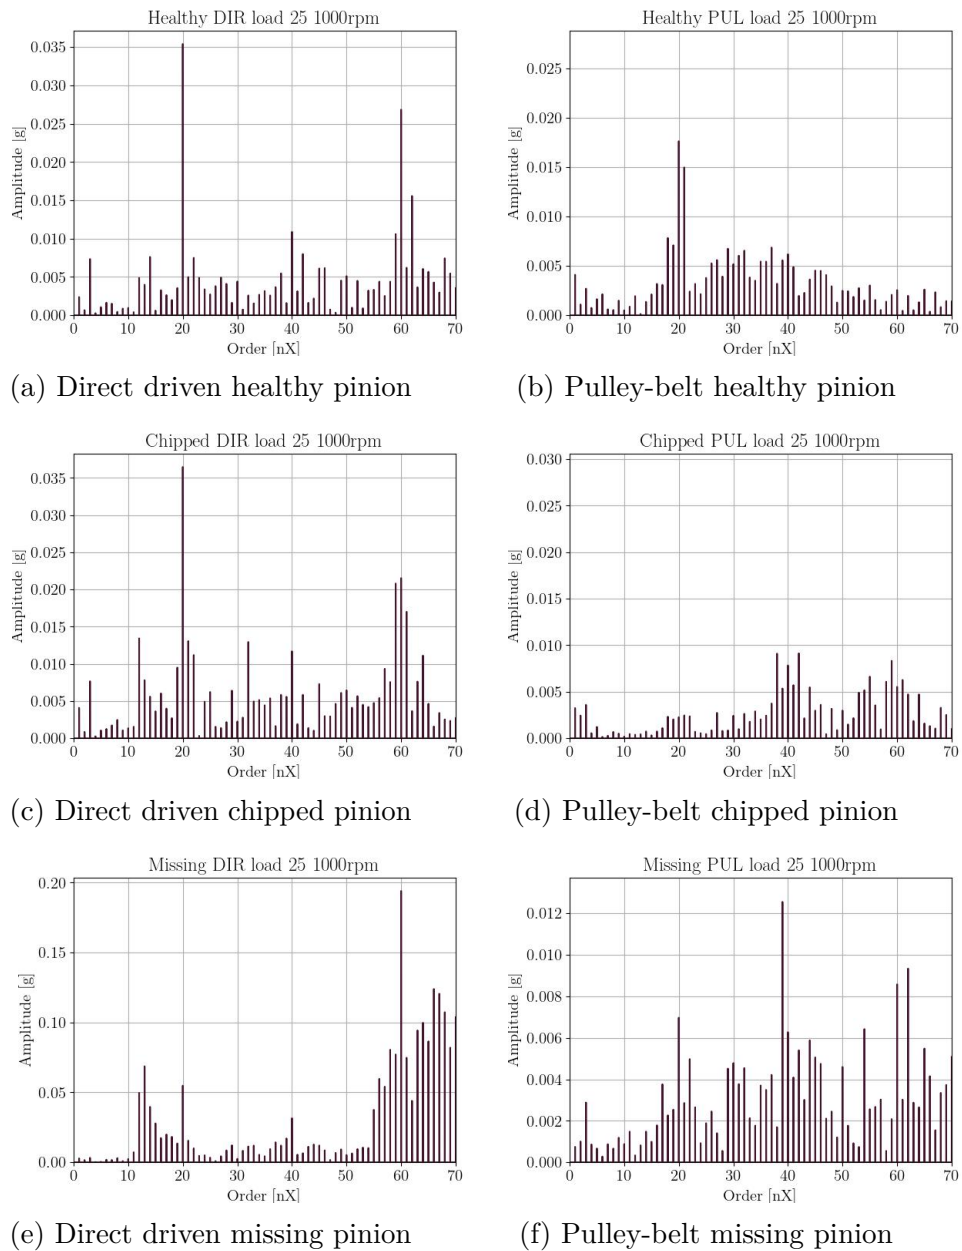 Healthy DIR load 25 1000rpm
Amplitude [g]
0.035
0.030
0.025
0.020
0.015
0.010
0.005
0.000
0 10 20 30 40 50 60 70
Order [nX]
(a) Direct driven healthy pinion
Healthy PUL load 25 1000rpm
Amplitude [g]
0.025
0.020
0.015
0.010
0.005
0.000
0 10 20 30 40 50 60 70
Order [nX]
(b) Pulley-belt healthy pinion
Chipped DIR load 25 1000rpm
Amplitude [g]
0.035
0.030
0.025
0.020
0.015
0.010
0.005
0.000
0 10 20 30 40 50 60 70
Order [nX]
(c) Direct driven chipped pinion
Chipped PUL load 25 1000rpm
Amplitude [g]
0.030
0.025
0.020
0.015
0.010
0.005
0.000
0 10 20 30 40 50 60 70
Order [nX]
(d) Pulley-belt chipped pinion
Missing DIR load 25 1000rpm
Amplitude [g]
0.20
0.15
0.10
0.05
0.00
0 10 20 30 40 50 60 70
Order [nX]
(e) Direct driven missing pinion
Missing PUL load 25 1000rpm
Amplitude [g]
0.012
0.010
0.008
0.006
0.004
0.002
0.000
0 10 20 30 40 50 60 70
Order [nX]
(f) Pulley-belt missing pinion